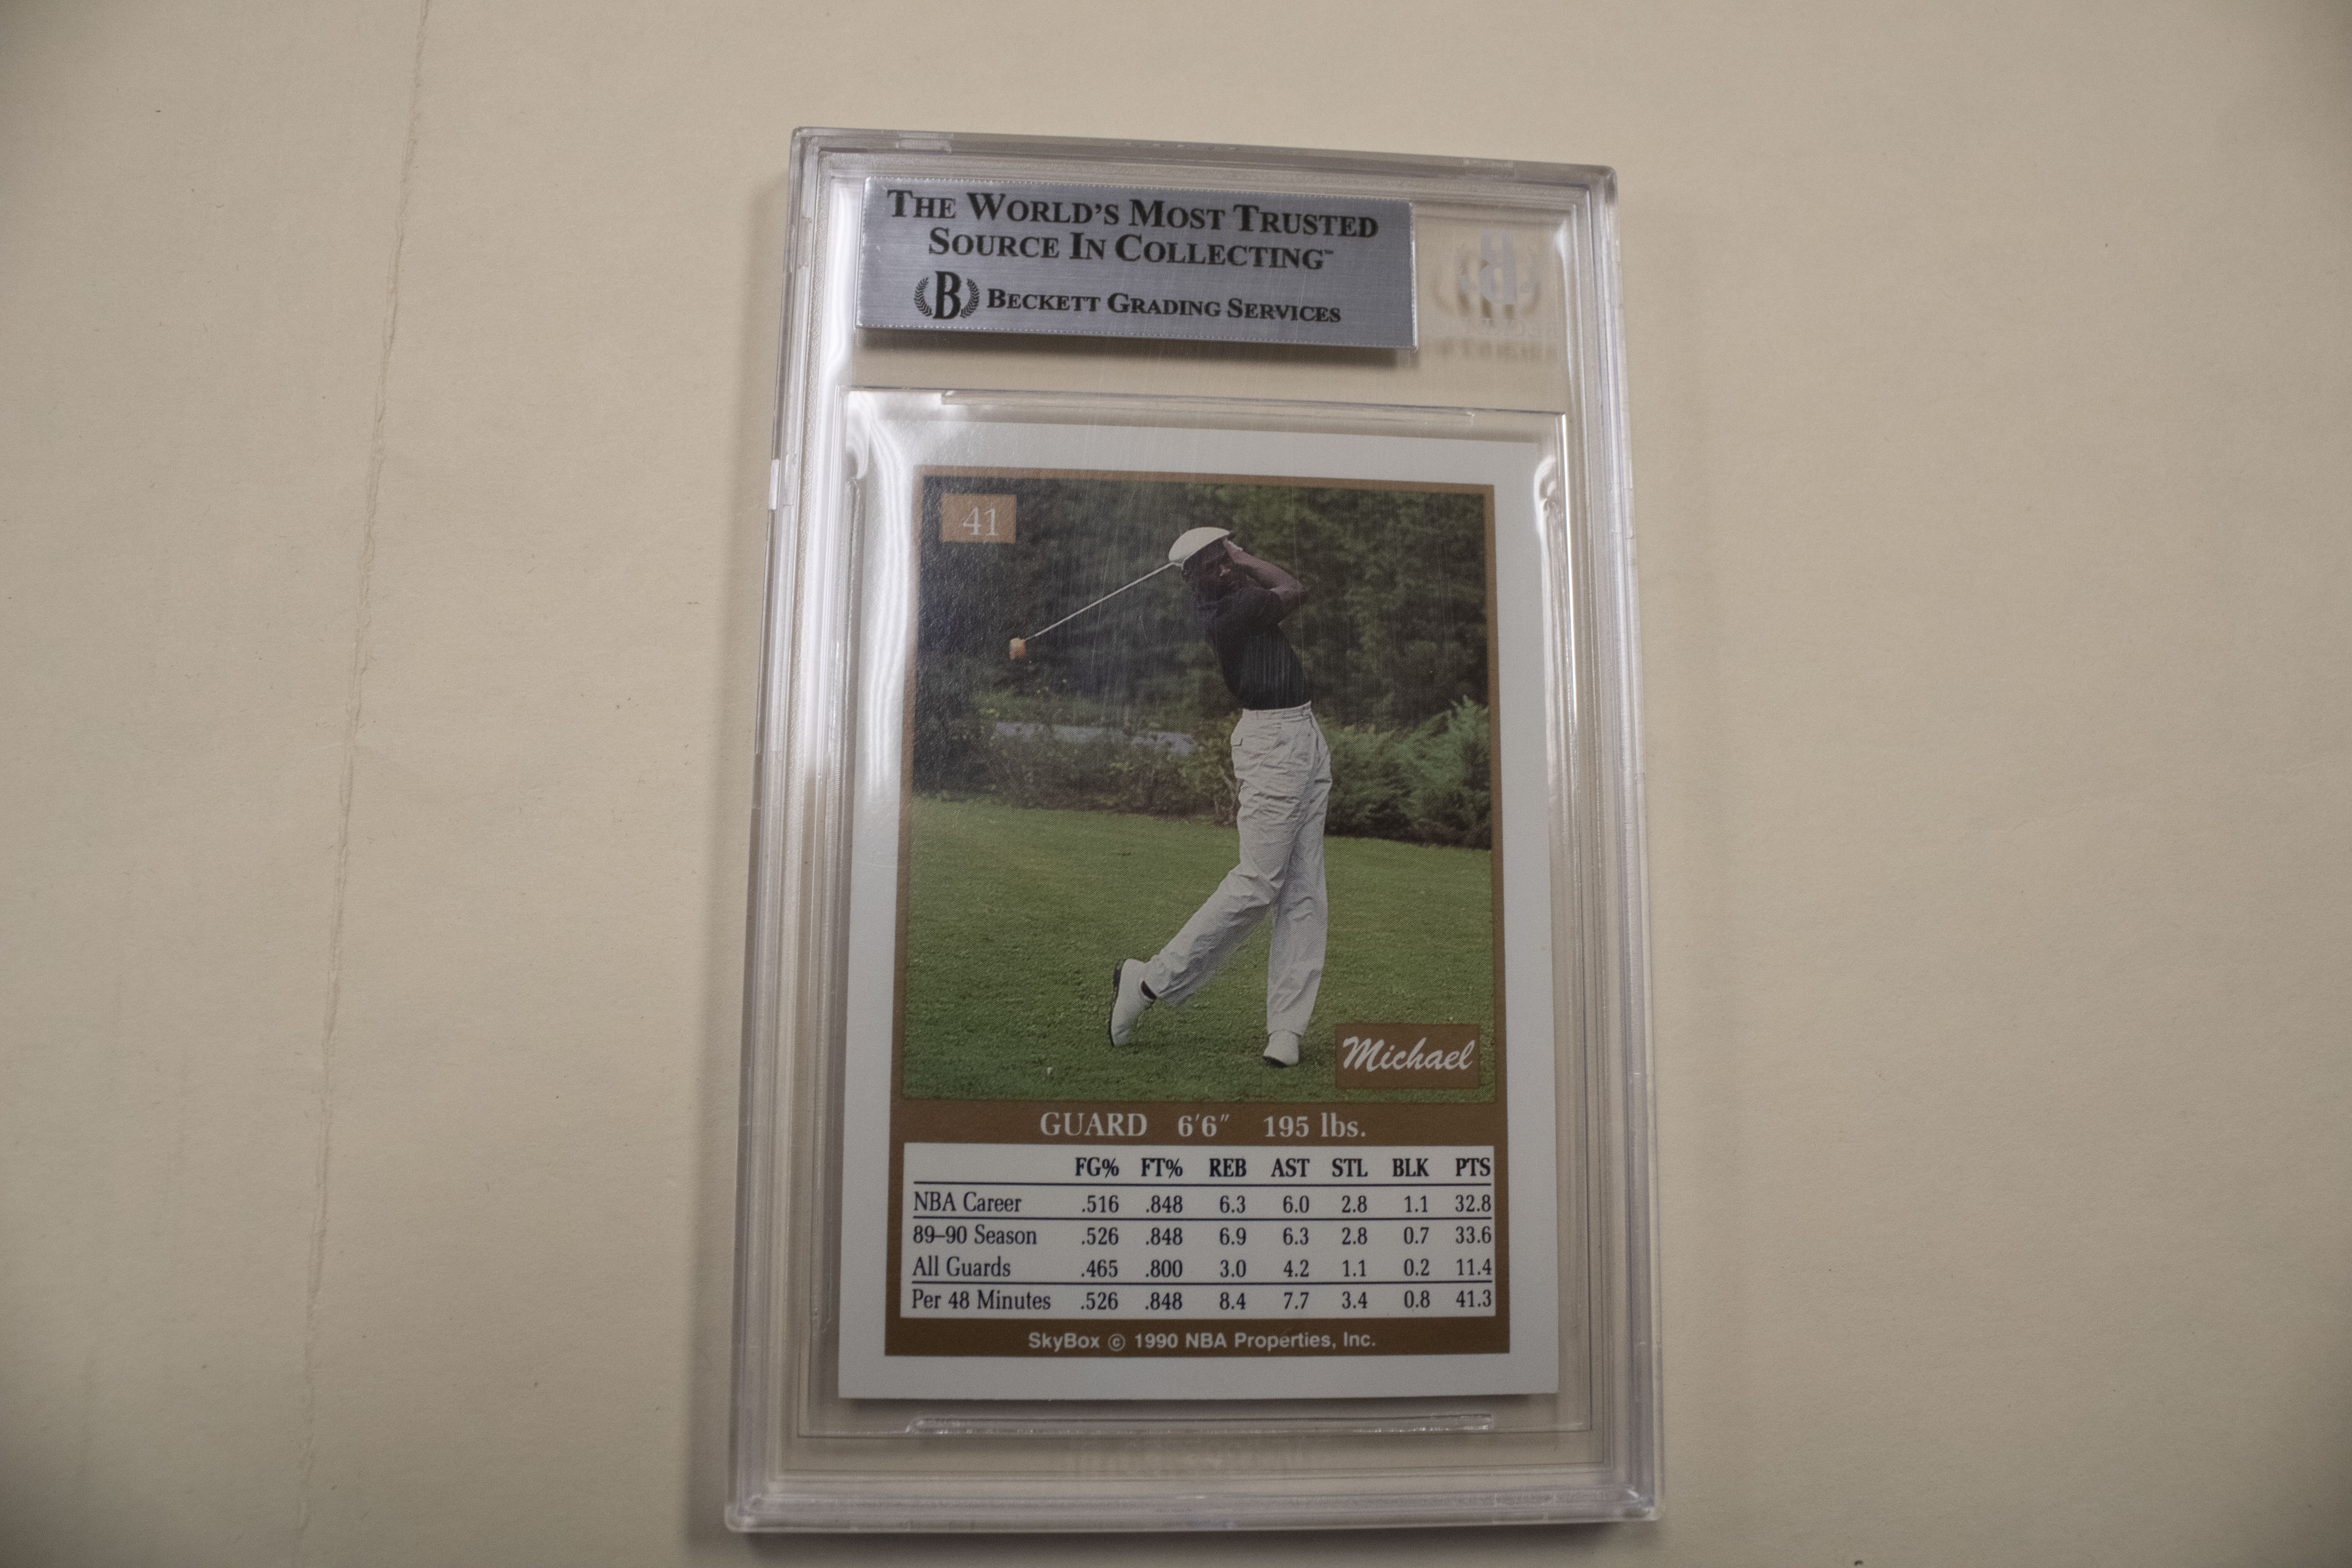 THE WORLD'S MOST TRUSTED
SOURCE IN COLLECTING™
B BECKETT GRADING SERVICES
41
Michael
GUARD 6'6" 195 lbs.
FG% FT% REB AST STL BLK PTS
NBA Career .516 .848 6.3 6.0 2.8 1.1 32.8
89–90 Season .526 .848 6.9 6.3 2.8 0.7 33.6
All Guards .465 .800 3.0 4.2 1.1 0.2 11.4
Per 48 Minutes .526 .848 8.4 7.7 3.4 0.8 41.3
SkyBox © 1990 NBA Properties, Inc.